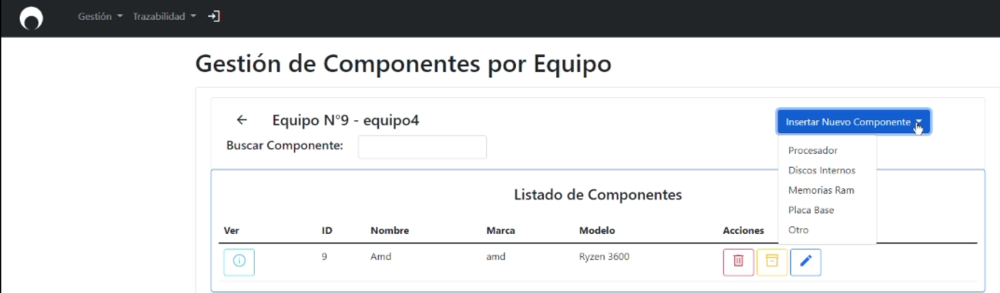 Gestión Trazabilidad
Gestión de Componentes por Equipo
Equipo N°9 - equipo4
Insertar Nuevo Componente
Buscar Componente:
Procesador
Discos Internos
Memorias Ram
Placa Base
Otro
Listado de Componentes
Ver ID Nombre Marca Modelo Acciones
9 Amd amd Ryzen 3600